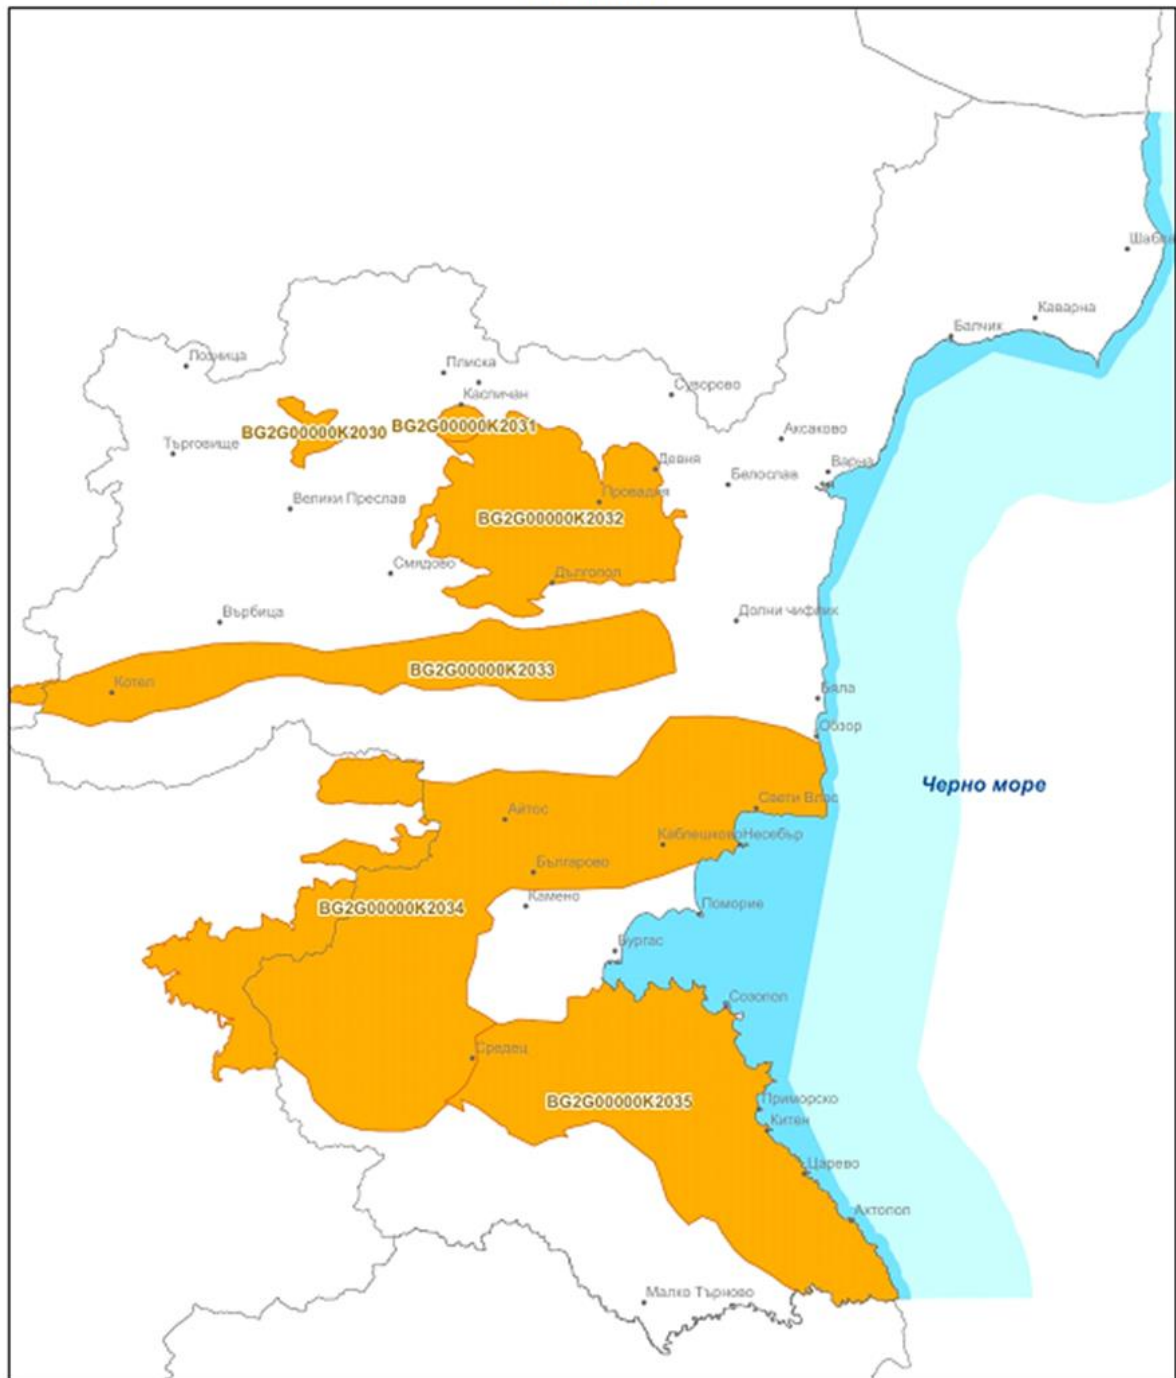 Шабла
Каварна
Балчик
Лозница
Плиска
Каспичан
Суворово
BG2G00000K2030
BG2G00000K2031
Търговище
Аксаково
Девня
Белослав
Варна
Велики Преслав
Провадия
BG2G00000K2032
Смядово
Дългопол
Върбица
Долни чифлик
BG2G00000K2033
Котел
Бяла
Обзор
Черно море
Свети Влас
Айтос
Каблешково
Несебър
Българово
BG2G00000K2034
Камено
Поморие
Бургас
Созопол
Средец
BG2G00000K2035
Приморско
Китен
Царево
Ахтопол
Малко Търново